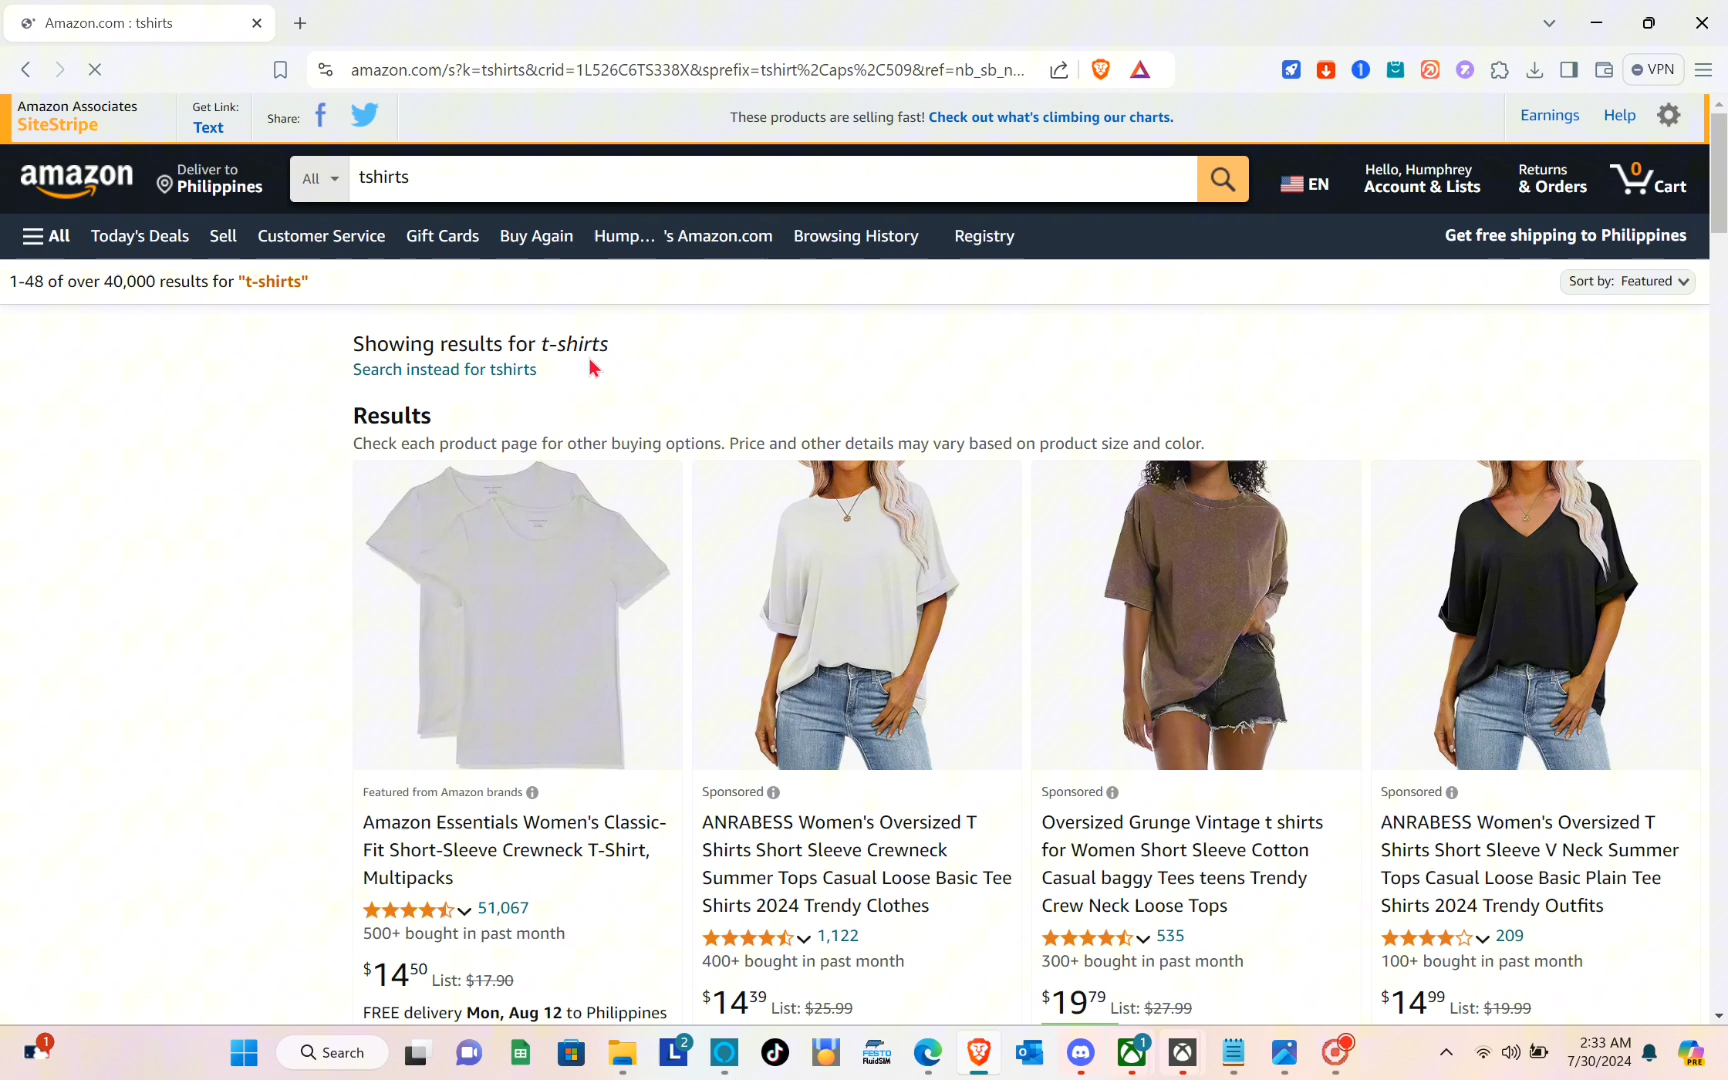 Amazon.com : tshirts
amazon.com/s?k=tshirts&crid=1L526C6TS338X&sprefix=tshirt%2Caps%2C509&ref=nb_sb_n...
VPN
Amazon Associates
SiteStripe
Get Link:
Text
Share:
These products are selling fast! Check out what's climbing our charts.
Earnings
Help
amazon
Deliver to
Philippines
All
tshirts
EN
Hello, Humphrey
Account & Lists
Returns
& Orders
0
Cart
All
Today's Deals
Sell
Customer Service
Gift Cards
Buy Again
Hump... 's Amazon.com
Browsing History
Registry
Get free shipping to Philippines
1-48 of over 40,000 results for "t-shirts"
Sort by: Featured
Showing results for t-shirts
Search instead for tshirts
Results
Check each product page for other buying options. Price and other details may vary based on product size and color.
Featured from Amazon brands
Amazon Essentials Women's Classic-
Fit Short-Sleeve Crewneck T-Shirt,
Multipacks
51,067
500+ bought in past month
$14.50 List: $17.90
FREE delivery Mon, Aug 12 to Philippines
Sponsored
ANRABESS Women's Oversized T
Shirts Short Sleeve Crewneck
Summer Tops Casual Loose Basic Tee
Shirts 2024 Trendy Clothes
1,122
400+ bought in past month
$14.39 List: $25.99
Sponsored
Oversized Grunge Vintage t shirts
for Women Short Sleeve Cotton
Casual baggy Tees teens Trendy
Crew Neck Loose Tops
535
300+ bought in past month
$19.79 List: $27.99
Sponsored
ANRABESS Women's Oversized T
Shirts Short Sleeve V Neck Summer
Tops Casual Loose Basic Plain Tee
Shirts 2024 Trendy Outfits
209
100+ bought in past month
$14.99 List: $19.99
1
Search
L
2
FESTO
FluidSIM
1
2:33 AM
7/30/2024
PRE